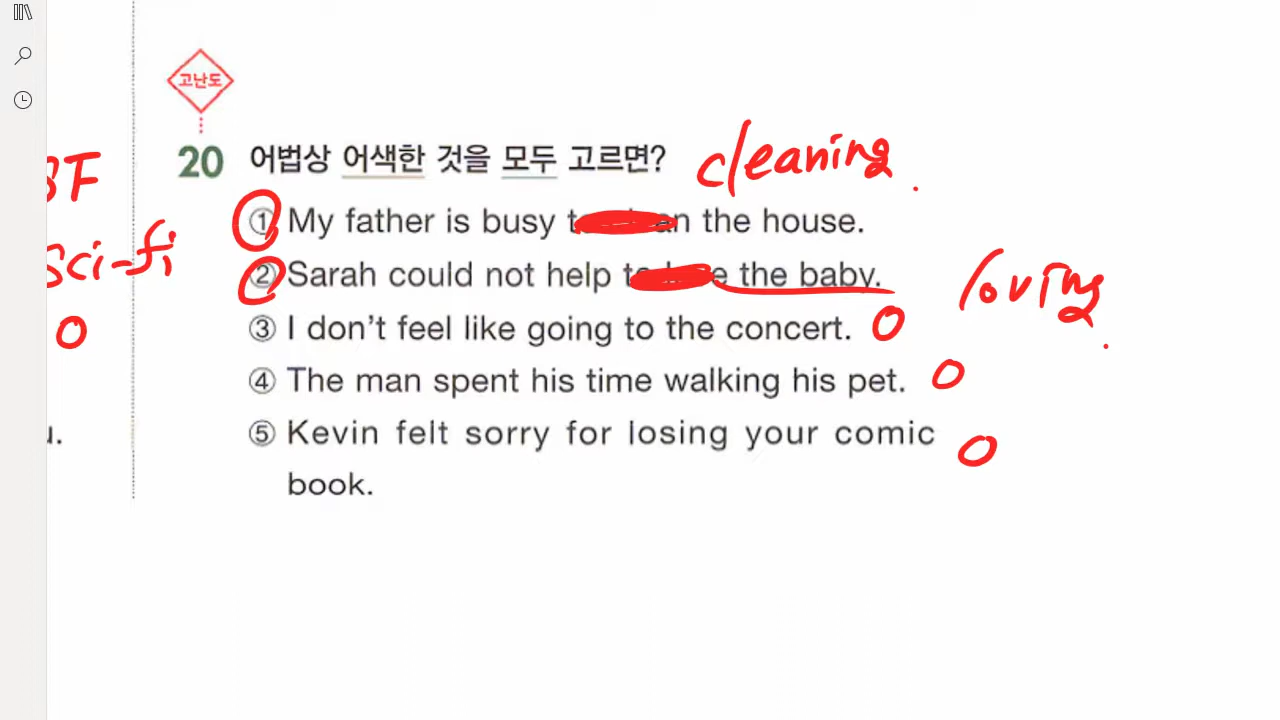 고난도
20 어법상 어색한 것을 모두 고르면? cleaning.
① My father is busy the house.
② Sarah could not help the baby. loving.
③ I don't feel like going to the concert. O
④ The man spent his time walking his pet. O
⑤ Kevin felt sorry for losing your comic O
book.
sci-fi
O
u.